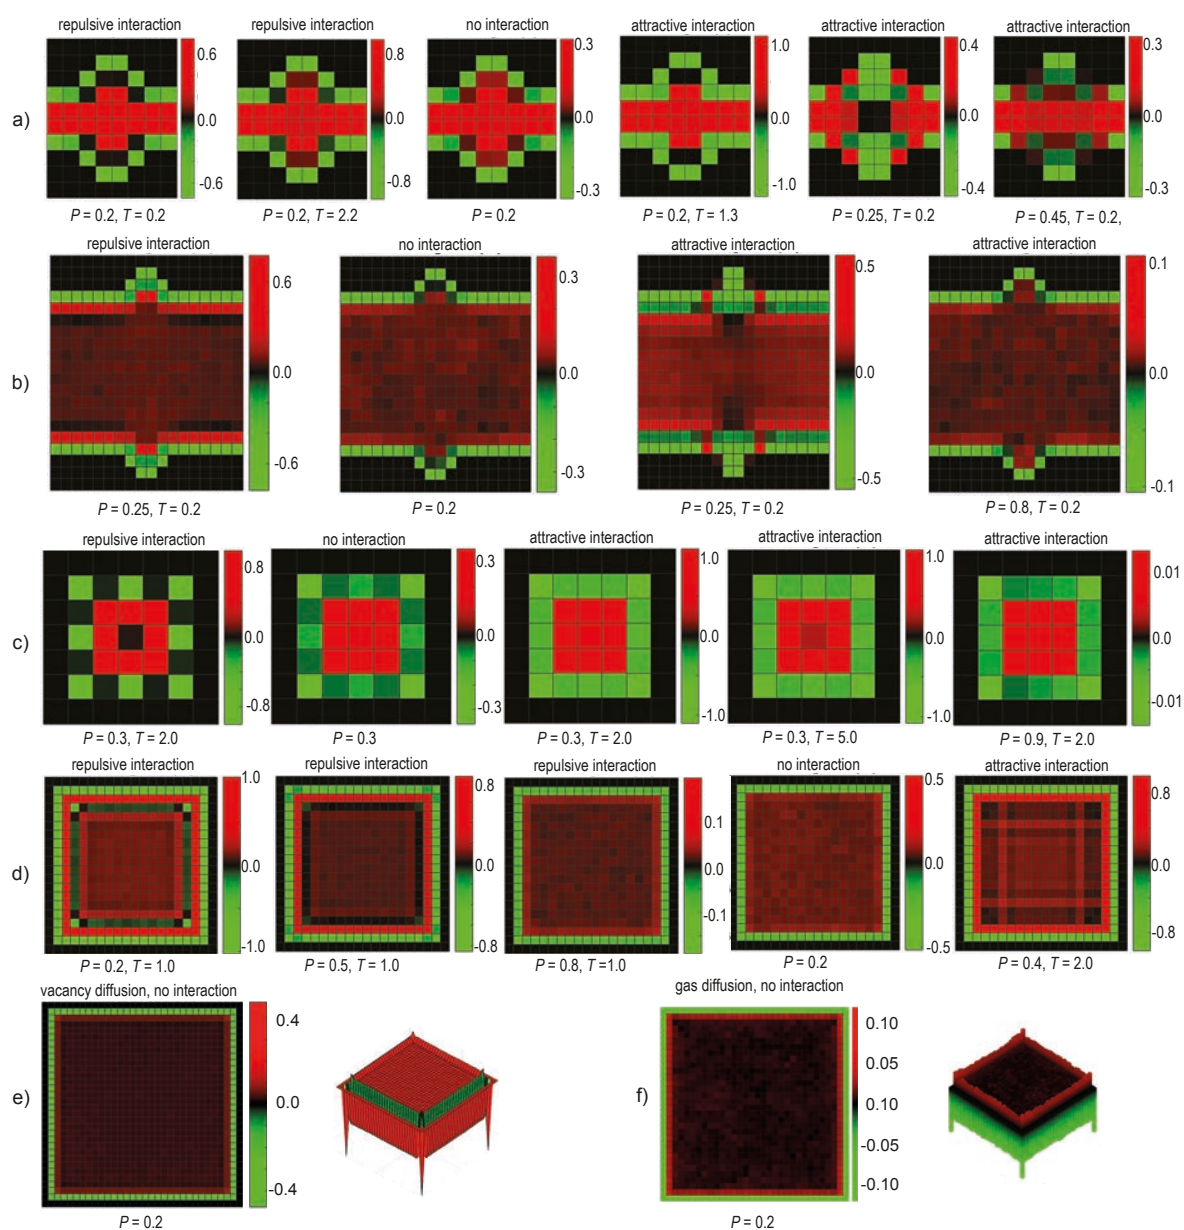 repulsive interaction repulsive interaction no interaction attractive interaction attractive interaction attractive interaction
a)
0.6 0.0 -0.6
0.8 0.0 -0.8
0.3 0.0 -0.3
1.0 0.0 -1.0
0.4 0.0 -0.4
0.3 0.0 -0.3
P = 0.2, T = 0.2 P = 0.2, T = 2.2 P = 0.2 P = 0.2, T = 1.3 P = 0.25, T = 0.2 P = 0.45, T = 0.2,
repulsive interaction no interaction attractive interaction attractive interaction
b)
0.6 0.0 -0.6
0.3 0.0 -0.3
0.5 0.0 -0.5
0.1 0.0 -0.1
P = 0.25, T = 0.2 P = 0.2 P = 0.25, T = 0.2 P = 0.8, T = 0.2
repulsive interaction no interaction attractive interaction attractive interaction attractive interaction
c)
0.8 0.0 -0.8
0.3 0.0 -0.3
1.0 0.0 -1.0
1.0 0.0 -1.0
0.01 0.0 -0.01
P = 0.3, T = 2.0 P = 0.3 P = 0.3, T = 2.0 P = 0.3, T = 5.0 P = 0.9, T = 2.0
repulsive interaction repulsive interaction repulsive interaction no interaction attractive interaction
d)
1.0 0.0 -1.0
0.8 0.0 -0.8
0.1 0.0 -0.1
0.5 0.0 -0.5
0.8 0.0 -0.8
P = 0.2, T = 1.0 P = 0.5, T = 1.0 P = 0.8, T =1.0 P = 0.2 P = 0.4, T = 2.0
vacancy diffusion, no interaction gas diffusion, no interaction
e)
0.4 0.0 -0.4
P = 0.2
f)
0.10 0.05 0.10 -0.05 -0.10
P = 0.2